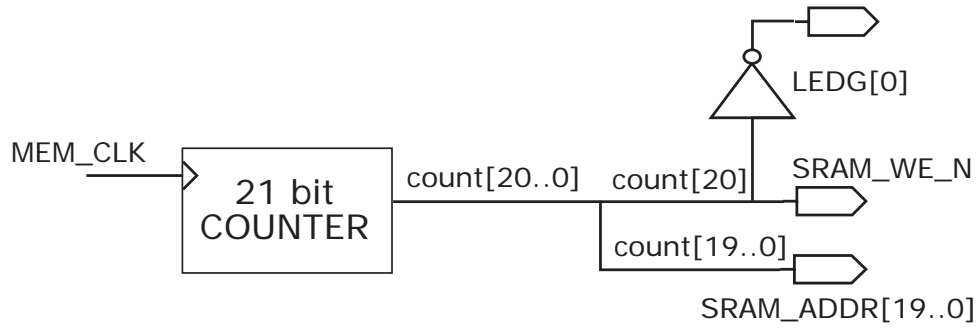 LEDG[0]
MEM_CLK
21 bit
COUNTER
count[20..0]
count[20]
SRAM_WE_N
count[19..0]
SRAM_ADDR[19..0]